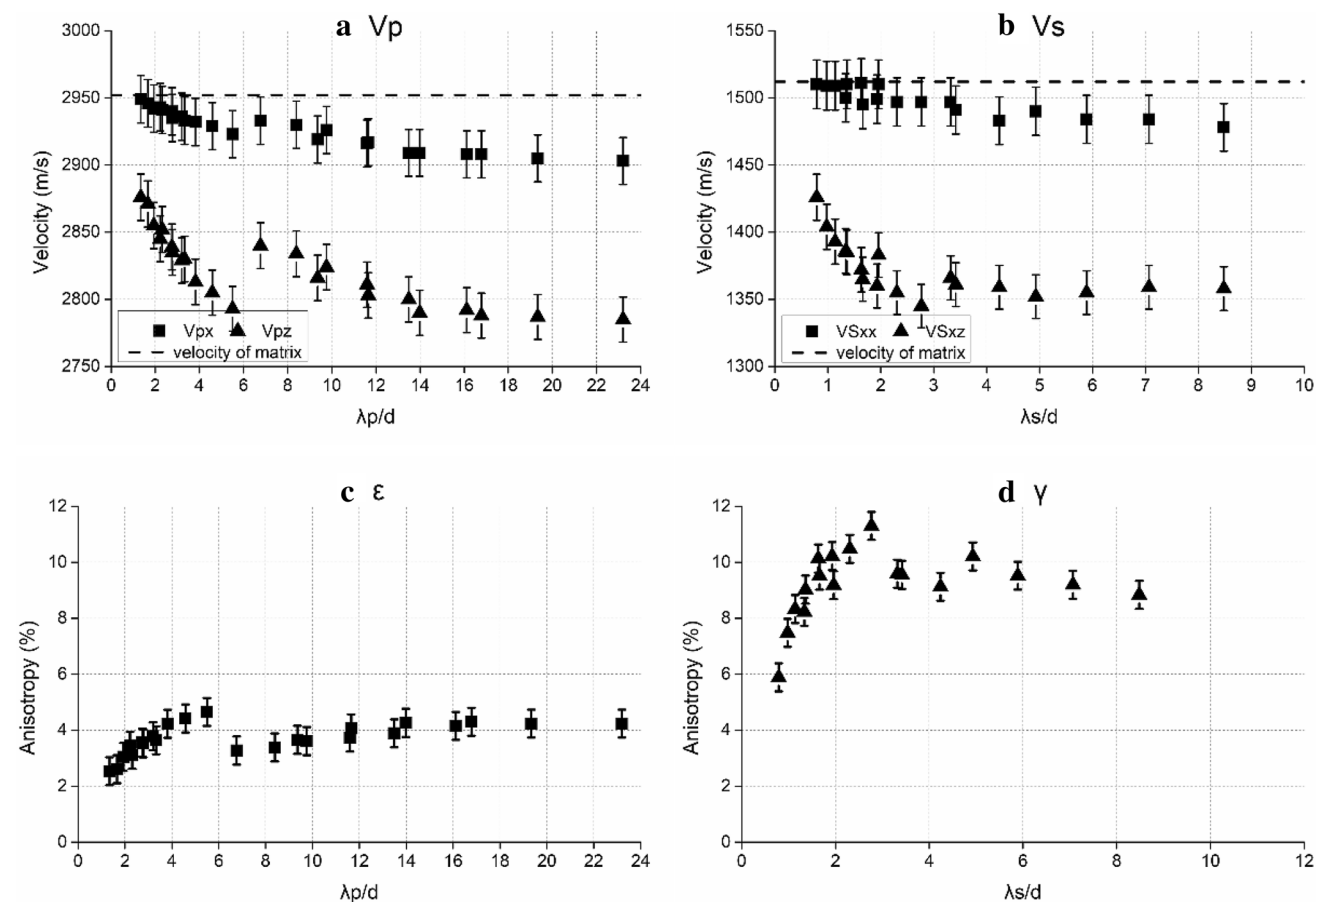 a Vp
3000
2950
2900
2850
2800
2750
Velocity (m/s)
Vpx Vpz
velocity of matrix
0 2 4 6 8 10 12 14 16 18 20 22 24
λp/d
b Vs
1550
1500
1450
1400
1350
1300
Velocity (m/s)
VSxx VSxz
velocity of matrix
0 1 2 3 4 5 6 7 8 9 10
λs/d
c ε
12
10
8
6
4
2
0
Anisotropy (%)
0 2 4 6 8 10 12 14 16 18 20 22 24
λp/d
d γ
12
10
8
6
4
2
0
Anisotropy (%)
0 2 4 6 8 10 12
λs/d